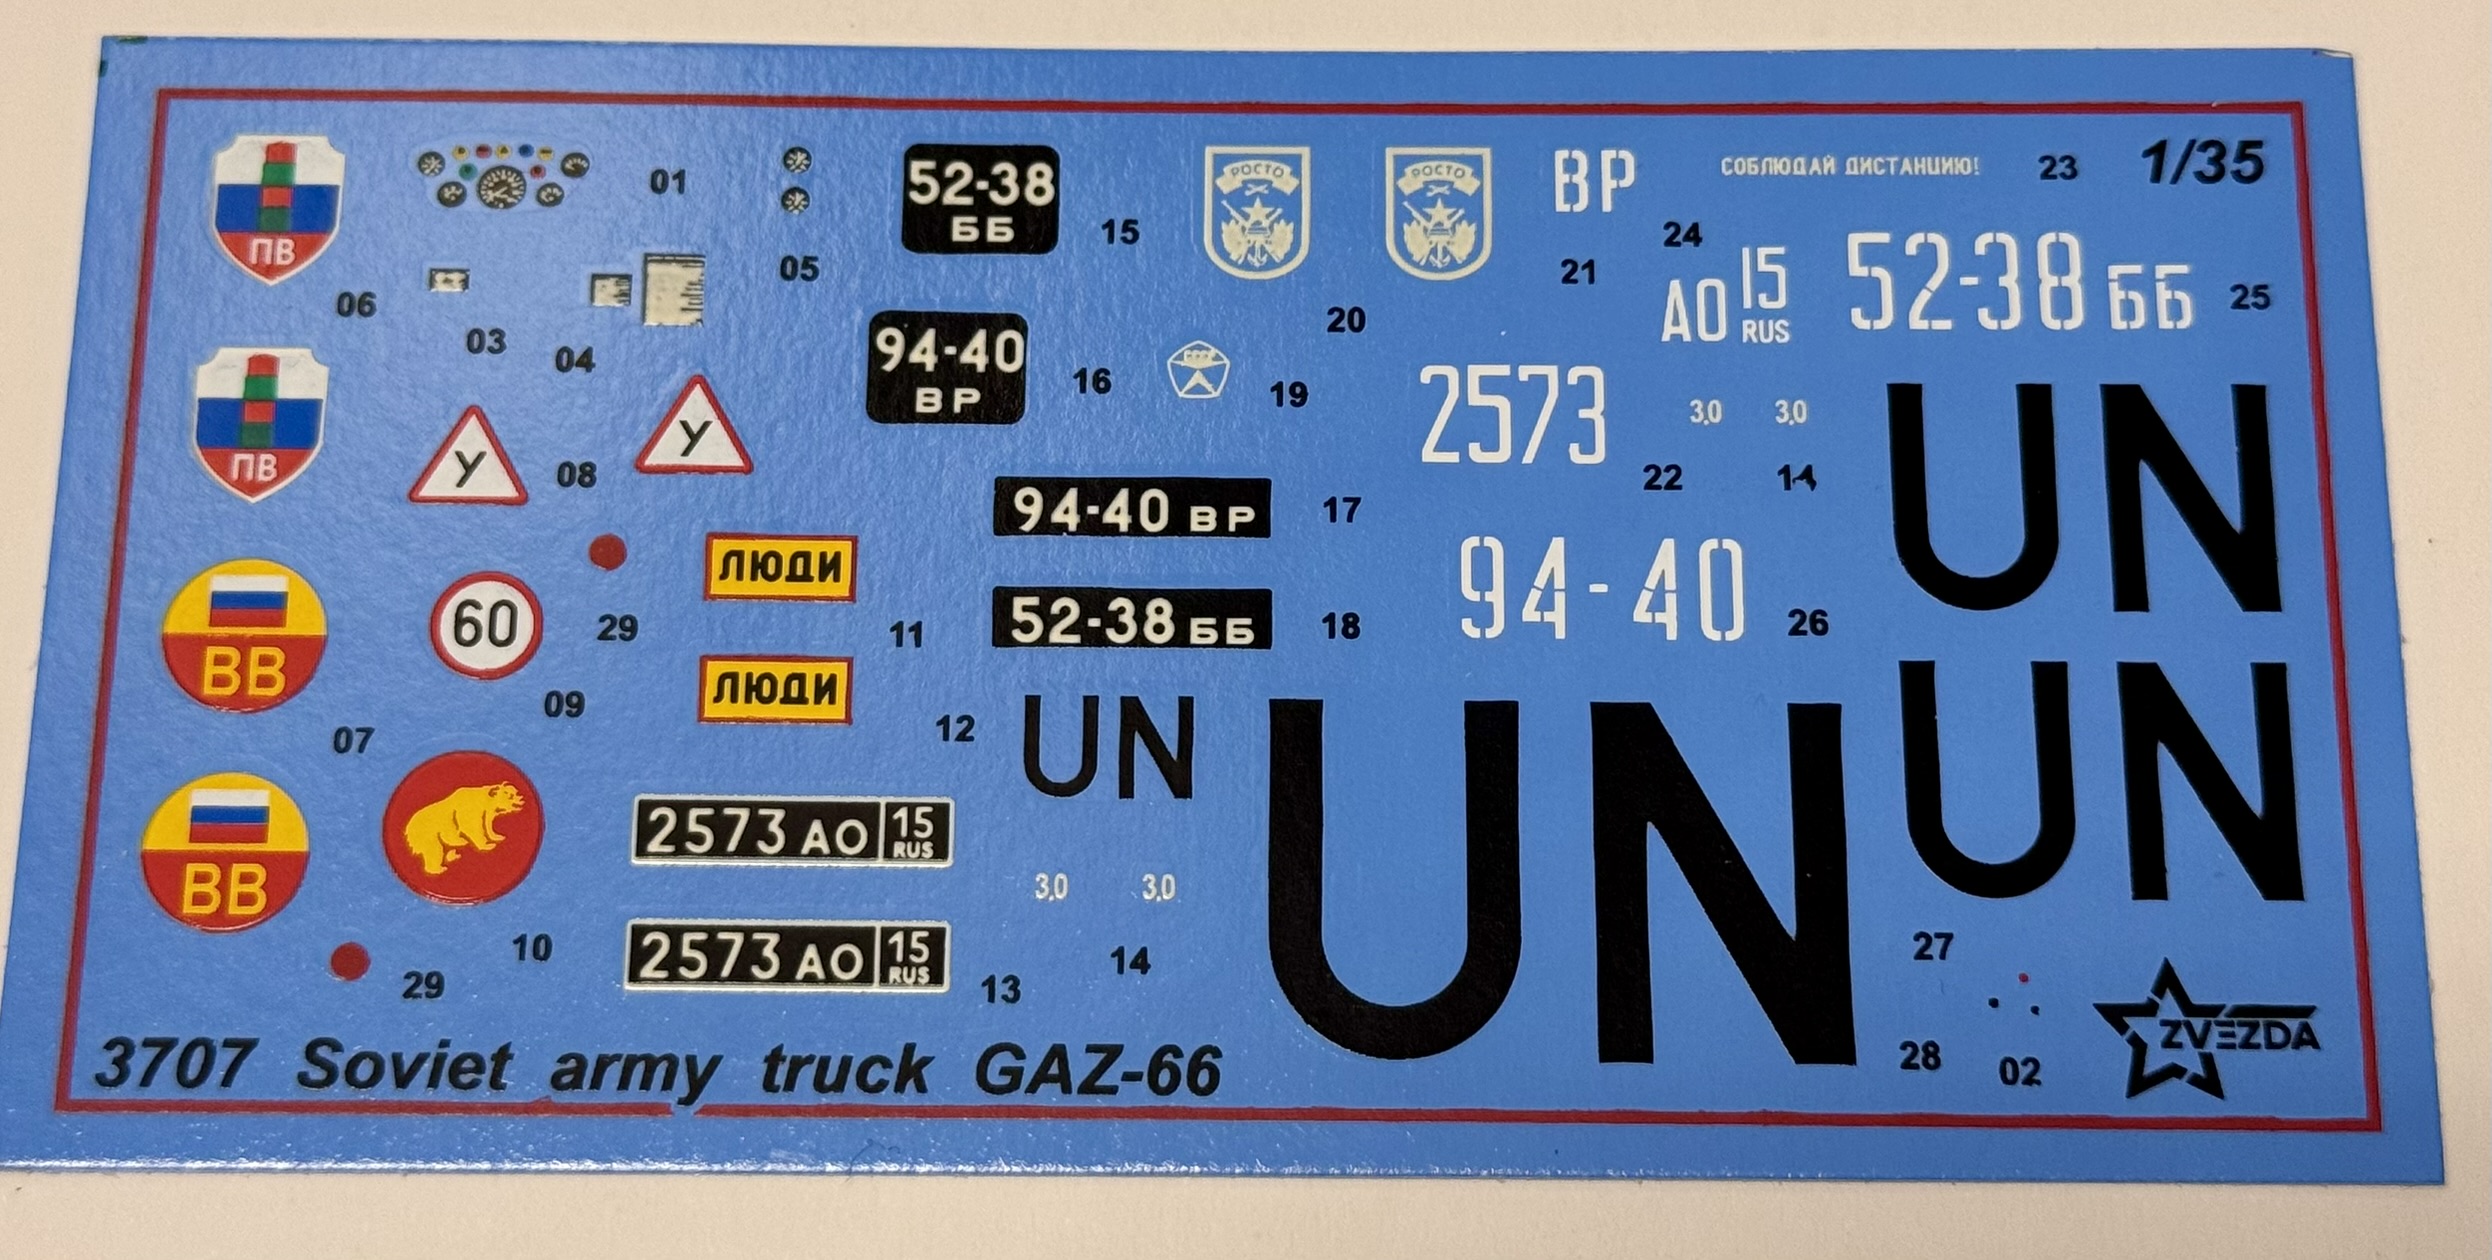 ПВ
01
05
52-38
ББ
15
РОСТО
20
РОСТО
21
ВР
24
СОБЛЮДАЙ ДИСТАНЦИЮ!
23
1/35
06
03
04
АО 15
RUS
52-38 ББ
25
ПВ
У
08
У
94-40
ВР
16
СССР
19
2573
22
3,0
3,0
14
UN
94-40 ВР
17
ВВ
07
60
09
29
ЛЮДИ
11
52-38 ББ
18
94-40
26
ЛЮДИ
12
UN
UN
UN
27
ВВ
29
10
2573 АО 15
RUS
2573 АО 15
RUS
13
3,0
3,0
14
28
02
ZVEZDA
3707 Soviet army truck GAZ-66